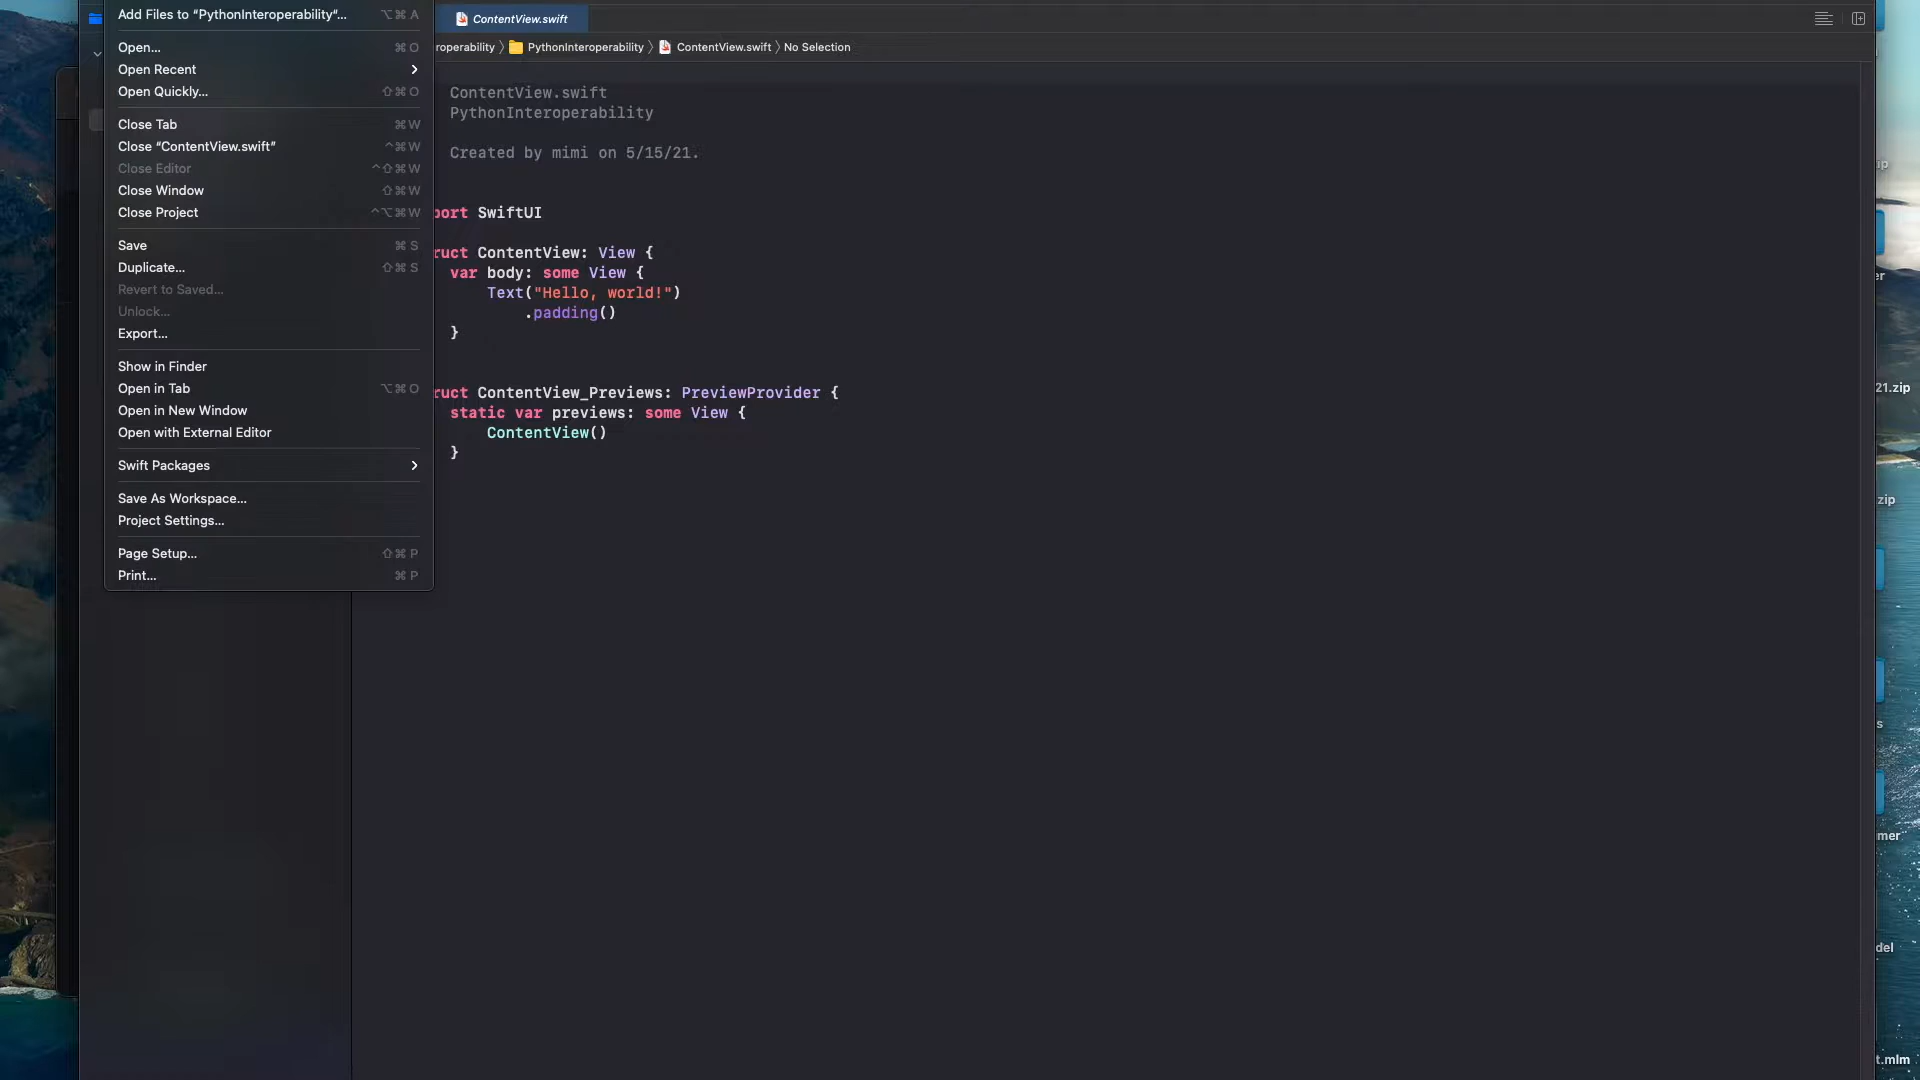 Add Files to “PythonInteroperability”... ⌥⌘ A
Open... ⌘ O
Open Recent
Open Quickly... ⇧⌘ O
Close Tab ⌘ W
Close “ContentView.swift” ^⌘ W
Close Editor ^⇧⌘ W
Close Window ⇧⌘ W
Close Project ^⌥⌘ W
Save ⌘ S
Duplicate... ⇧⌘ S
Revert to Saved...
Unlock...
Export...
Show in Finder
Open in Tab ⌥⌘ O
Open in New Window
Open with External Editor
Swift Packages
Save As Workspace...
Project Settings...
Page Setup... ⇧⌘ P
Print... ⌘ P
ContentView.swift
roperability 〉 PythonInteroperability 〉 ContentView.swift 〉 No Selection
ContentView.swift
PythonInteroperability
Created by mimi on 5/15/21.
port SwiftUI
ruct ContentView: View {
var body: some View {
Text("Hello, world!")
.padding()
}
ruct ContentView_Previews: PreviewProvider {
static var previews: some View {
ContentView()
}
ip
er
21.zip
zip
s
mer
del
t.mlm